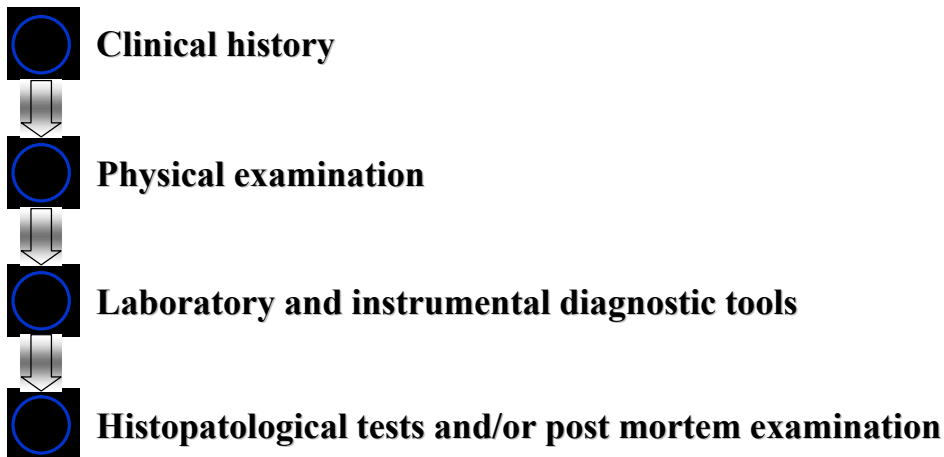 Clinical history
Physical examination
Laboratory and instrumental diagnostic tools
Histopatological tests and/or post mortem examination